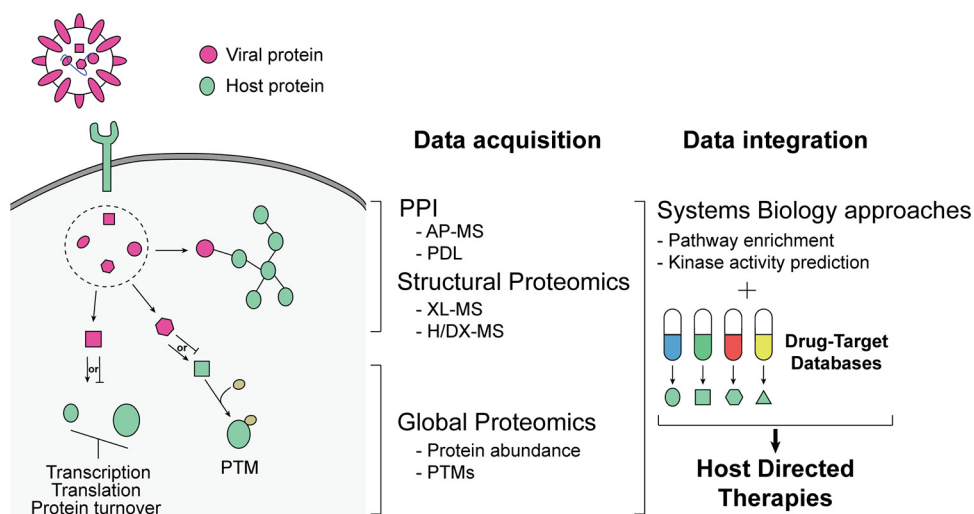 Viral protein
Host protein
Data acquisition
Data integration
PPI
- AP-MS
- PDL
Structural Proteomics
- XL-MS
- H/DX-MS
Global Proteomics
- Protein abundance
- PTMs
Systems Biology approaches
- Pathway enrichment
- Kinase activity prediction
+
Drug-Target
Databases
Host Directed
Therapies
or
or
PTM
Transcription
Translation
Protein turnover